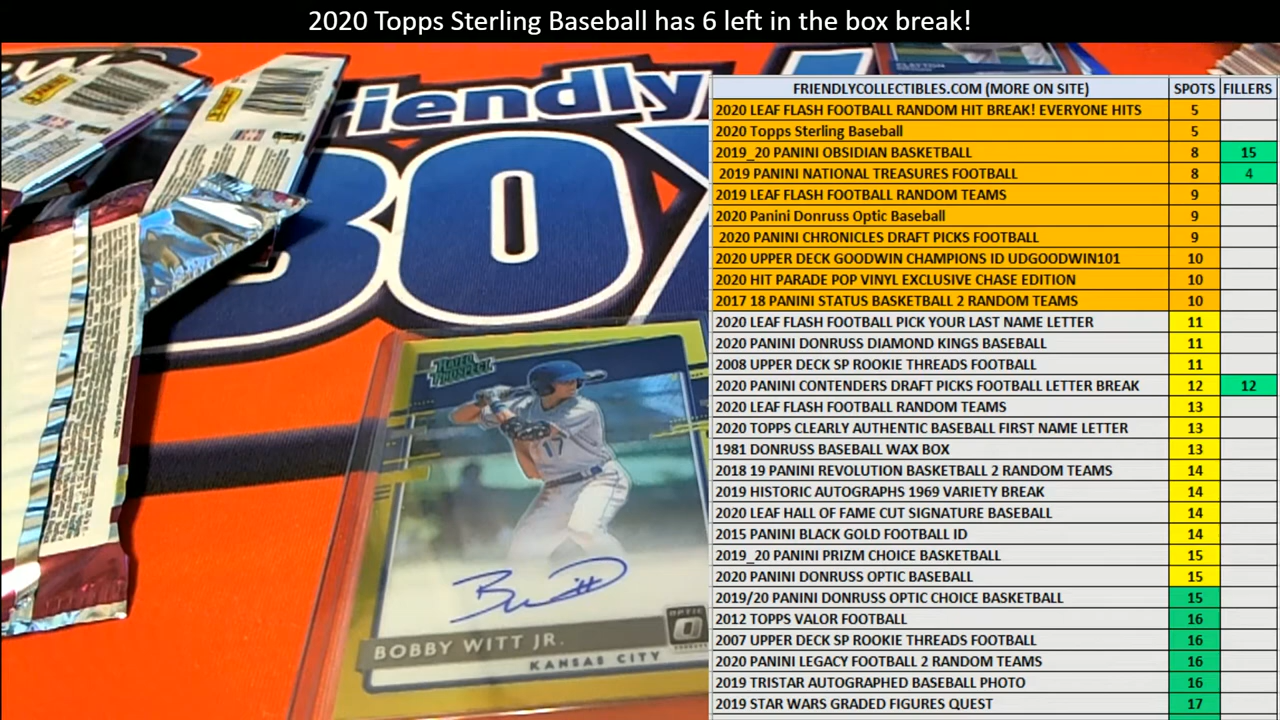 2020 Topps Sterling Baseball has 6 left in the box break!
FRIENDLYCOLLECTIBLES.COM (MORE ON SITE) SPOTS FILLERS
2020 LEAF FLASH FOOTBALL RANDOM HIT BREAK! EVERYONE HITS 5
2020 Topps Sterling Baseball 5
2019_20 PANINI OBSIDIAN BASKETBALL 8 15
2019 PANINI NATIONAL TREASURES FOOTBALL 8 4
2019 LEAF FLASH FOOTBALL RANDOM TEAMS 9
2020 Panini Donruss Optic Baseball 9
2020 PANINI CHRONICLES DRAFT PICKS FOOTBALL 9
2020 UPPER DECK GOODWIN CHAMPIONS ID UDGOODWIN101 10
2020 HIT PARADE POP VINYL EXCLUSIVE CHASE EDITION 10
2017 18 PANINI STATUS BASKETBALL 2 RANDOM TEAMS 10
2020 LEAF FLASH FOOTBALL PICK YOUR LAST NAME LETTER 11
2020 PANINI DONRUSS DIAMOND KINGS BASEBALL 11
2008 UPPER DECK SP ROOKIE THREADS FOOTBALL 11
2020 PANINI CONTENDERS DRAFT PICKS FOOTBALL LETTER BREAK 12 12
2020 LEAF FLASH FOOTBALL RANDOM TEAMS 13
2020 TOPPS CLEARLY AUTHENTIC BASEBALL FIRST NAME LETTER 13
1981 DONRUSS BASEBALL WAX BOX 13
2018 19 PANINI REVOLUTION BASKETBALL 2 RANDOM TEAMS 14
2019 HISTORIC AUTOGRAPHS 1969 VARIETY BREAK 14
2020 LEAF HALL OF FAME CUT SIGNATURE BASEBALL 14
2015 PANINI BLACK GOLD FOOTBALL ID 14
2019_20 PANINI PRIZM CHOICE BASKETBALL 15
2020 PANINI DONRUSS OPTIC BASEBALL 15
2019/20 PANINI DONRUSS OPTIC CHOICE BASKETBALL 15
2012 TOPPS VALOR FOOTBALL 16
2007 UPPER DECK SP ROOKIE THREADS FOOTBALL 16
2020 PANINI LEGACY FOOTBALL 2 RANDOM TEAMS 16
2019 TRISTAR AUTOGRAPHED BASEBALL PHOTO 16
2019 STAR WARS GRADED FIGURES QUEST 17
iendly
BO
CLAYTON
RATED
PROSPECT
17
OPTIC
BOBBY WITT JR.
KANSAS CITY